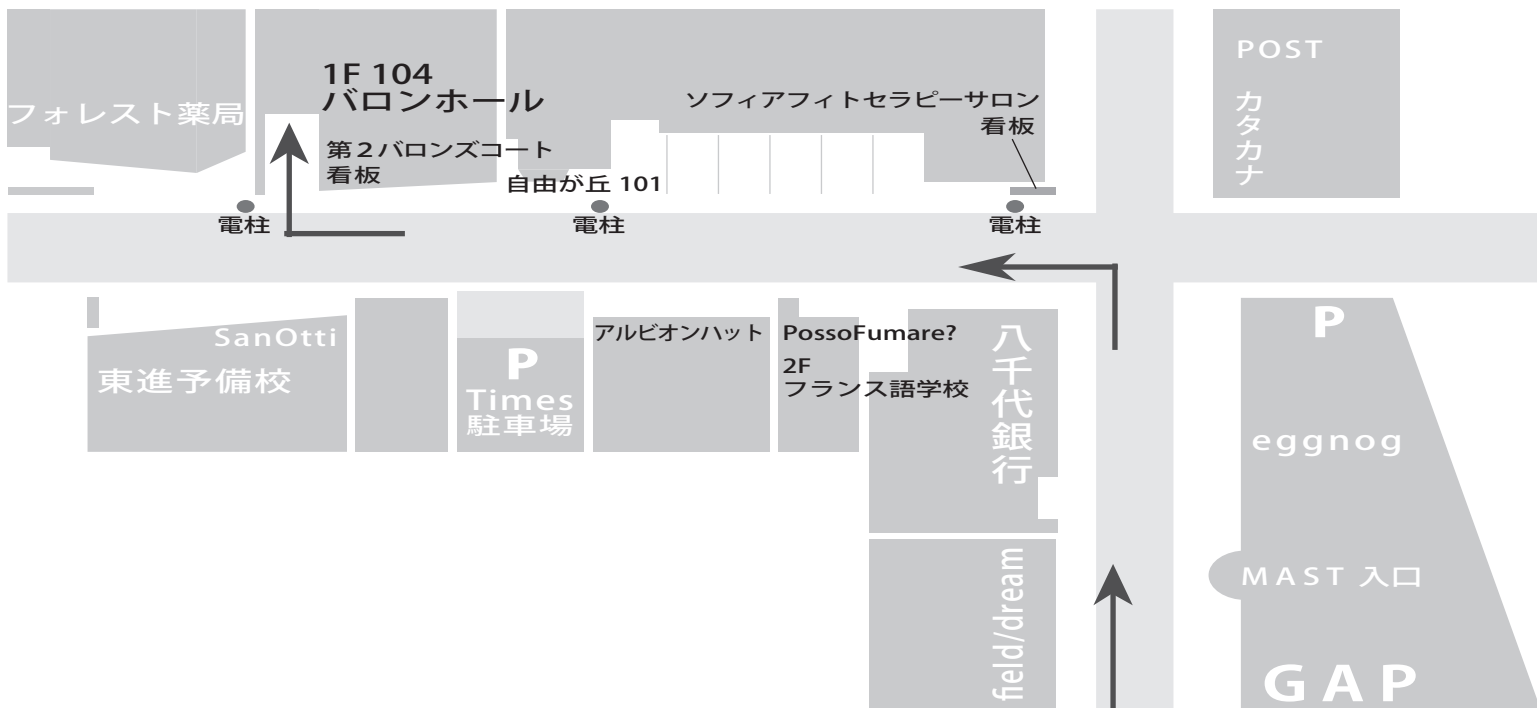 フォレスト薬局
1F 104
バロンホール
第２バロンズコート
看板
自由が丘 101
ソフィアフィトセラピーサロン
看板
POST
カタカナ
電柱
電柱
電柱
SanOtti
東進予備校
P
Times
駐車場
アルビオンハット
PossoFumare?
2F
フランス語学校
八千代銀行
P
eggnog
field/dream
MAST 入口
GAP